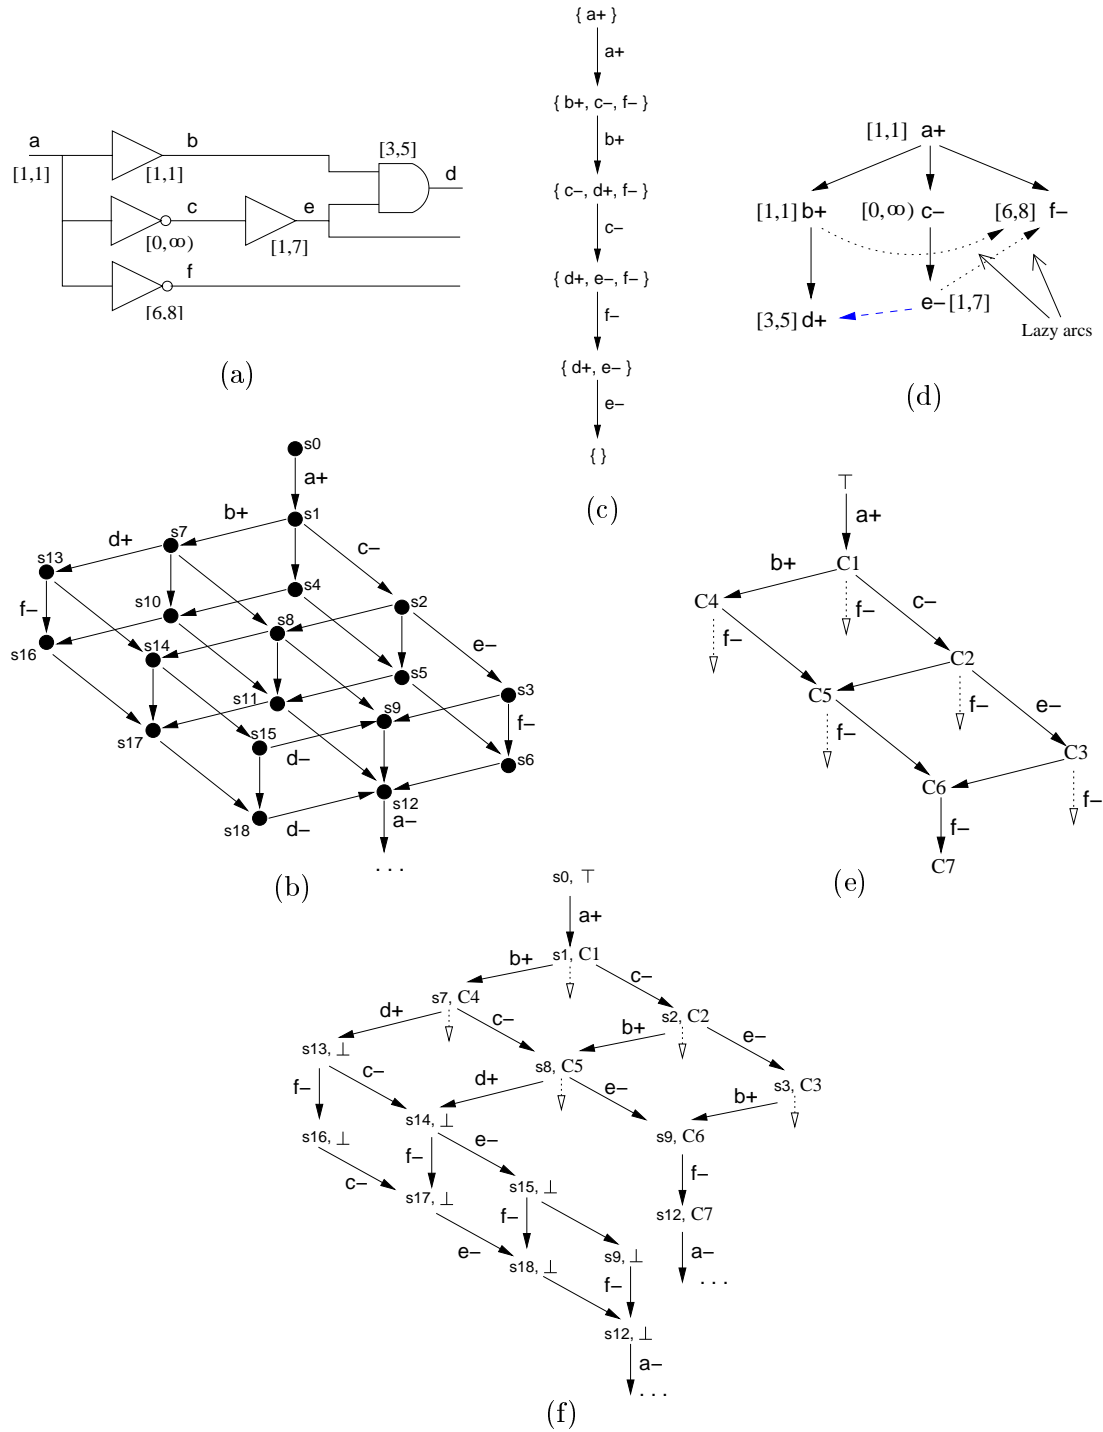 a
[1,1]
b
[1,1]
c
[0,∞)
e
[1,7]
f
[6,8]
[3,5]
d
(a)
{ a+ }
a+
{ b+, c−, f− }
b+
{ c−, d+, f− }
c−
{ d+, e−, f− }
f−
{ d+, e− }
e−
{ }
(c)
[1,1] a+
[1,1] b+
[0,∞) c−
[6,8] f−
[3,5] d+
e− [1,7]
Lazy arcs
(d)
s0
a+
s1
b+
s7
d+
s13
c−
s4
s2
f−
s10
s8
e−
s16
s14
s5
s3
s11
s9
f−
s17
s15
d−
s6
s12
s18
d−
a−
. . .
(b)
⊤
a+
C1
b+
C4
f−
c−
f−
C2
C5
f−
e−
f−
C3
C6
f−
f−
C7
(e)
s0, ⊤
a+
s1, C1
b+
c−
s7, C4
d+
c−
s2, C2
b+
e−
s13, ⊥
f−
c−
s8, C5
d+
e−
s3, C3
b+
s14, ⊥
s16, ⊥
f−
e−
s9, C6
c−
f−
s17, ⊥
s15, ⊥
f−
s12, C7
e−
a−
s18, ⊥
s9, ⊥
. . .
f−
s12, ⊥
a−
. . .
(f)